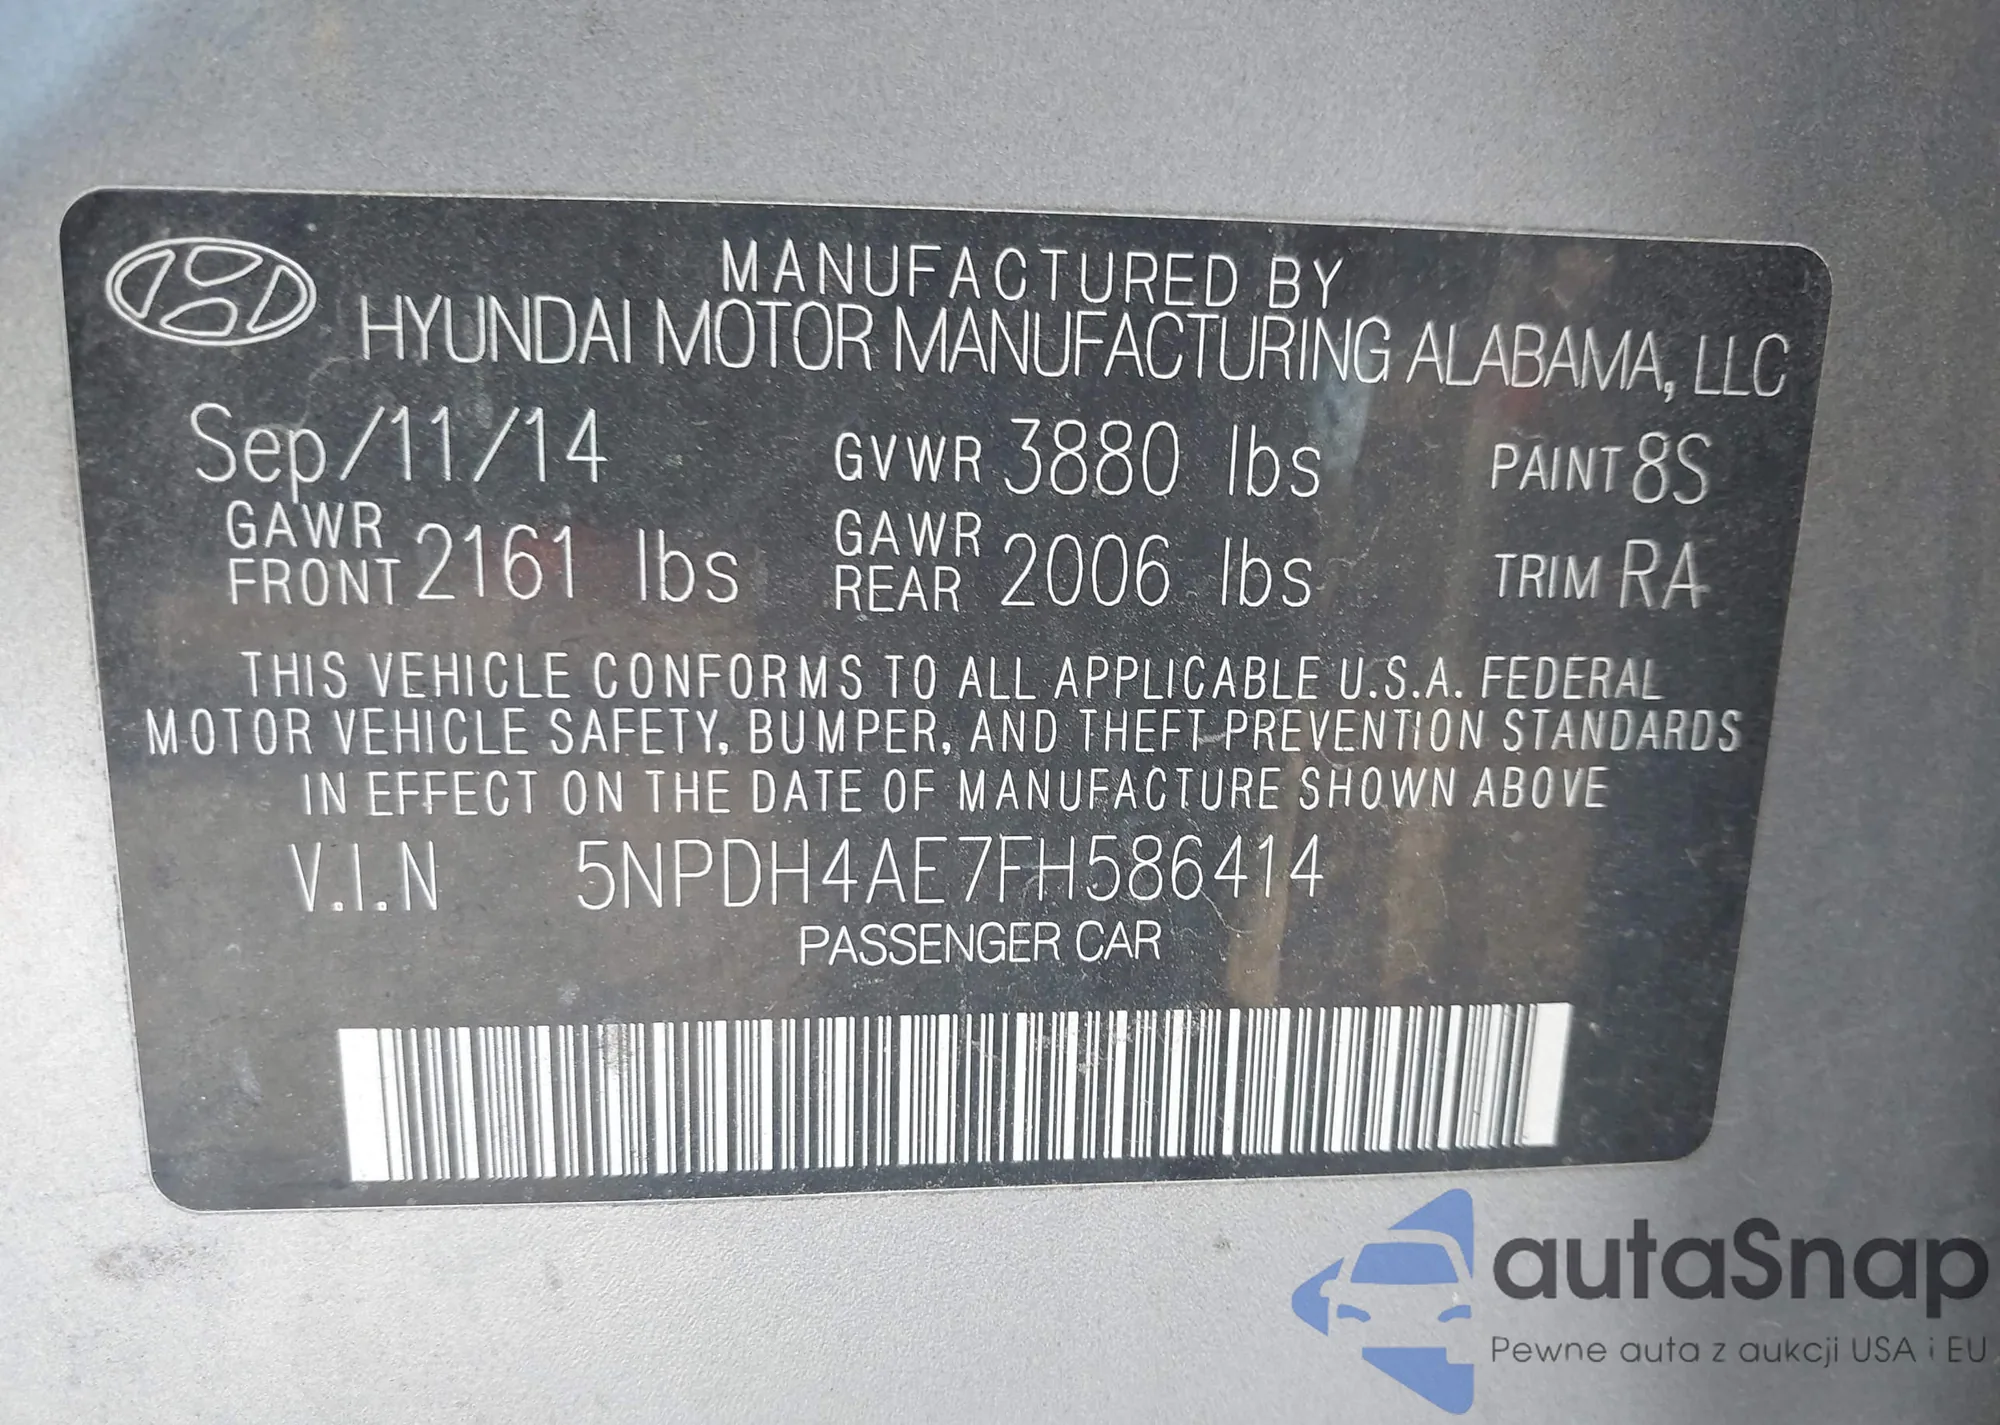 MANUFACTURED BY
HYUNDAI MOTOR MANUFACTURING ALABAMA, LLC
Sep/11/14 GVWR 3880 lbs PAINT 8S
GAWR FRONT 2161 lbs GAWR REAR 2006 lbs TRIM RA
THIS VEHICLE CONFORMS TO ALL APPLICABLE U.S.A. FEDERAL
MOTOR VEHICLE SAFETY, BUMPER, AND THEFT PREVENTION STANDARDS
IN EFFECT ON THE DATE OF MANUFACTURE SHOWN ABOVE
V.I.N 5NPDH4AE7FH586414
PASSENGER CAR
autaSnap
Pewne auta z aukcji USA i EU